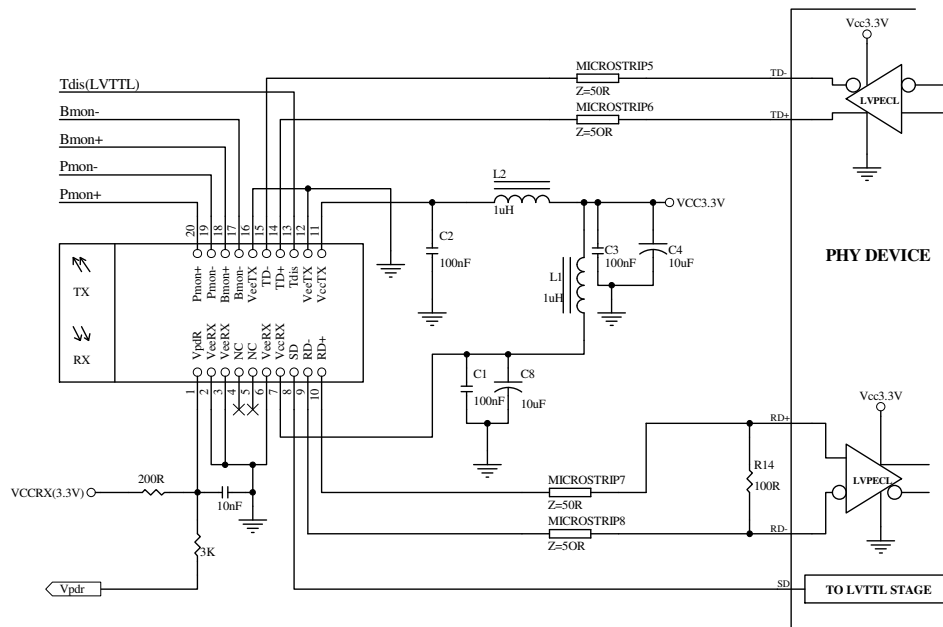 Vcc3.3V
MICROSTRIP5
TD-
Z=50R
LVPECL
Tdis(LVTTL)
MICROSTRIP6
TD+
Z=5OR
Bmon-
Bmon+
Pmon-
Pmon+
L2
1uH
VCC3.3V
20
19
18
17
16
15
14
13
12
11
C2
100nF
C3
100nF
C4
10uF
L1
1uH
PHY DEVICE
TX
RX
Pmon+
Pmon-
Bmon+
Bmon-
VeeTX
TD-
TD+
Tdis
VeeTX
VccTX
VpdR
VeeRX
VeeRX
NC
NC
VeeRX
VccRX
SD
RD-
RD+
1
2
3
4
5
6
7
8
9
10
C1
100nF
C8
10uF
Vcc3.3V
RD+
R14
100R
LVPECL
200R
VCCRX(3.3V)
10nF
MICROSTRIP7
Z=50R
MICROSTRIP8
Z=5OR
RD-
3K
Vpdr
SD
TO LVTTL STAGE